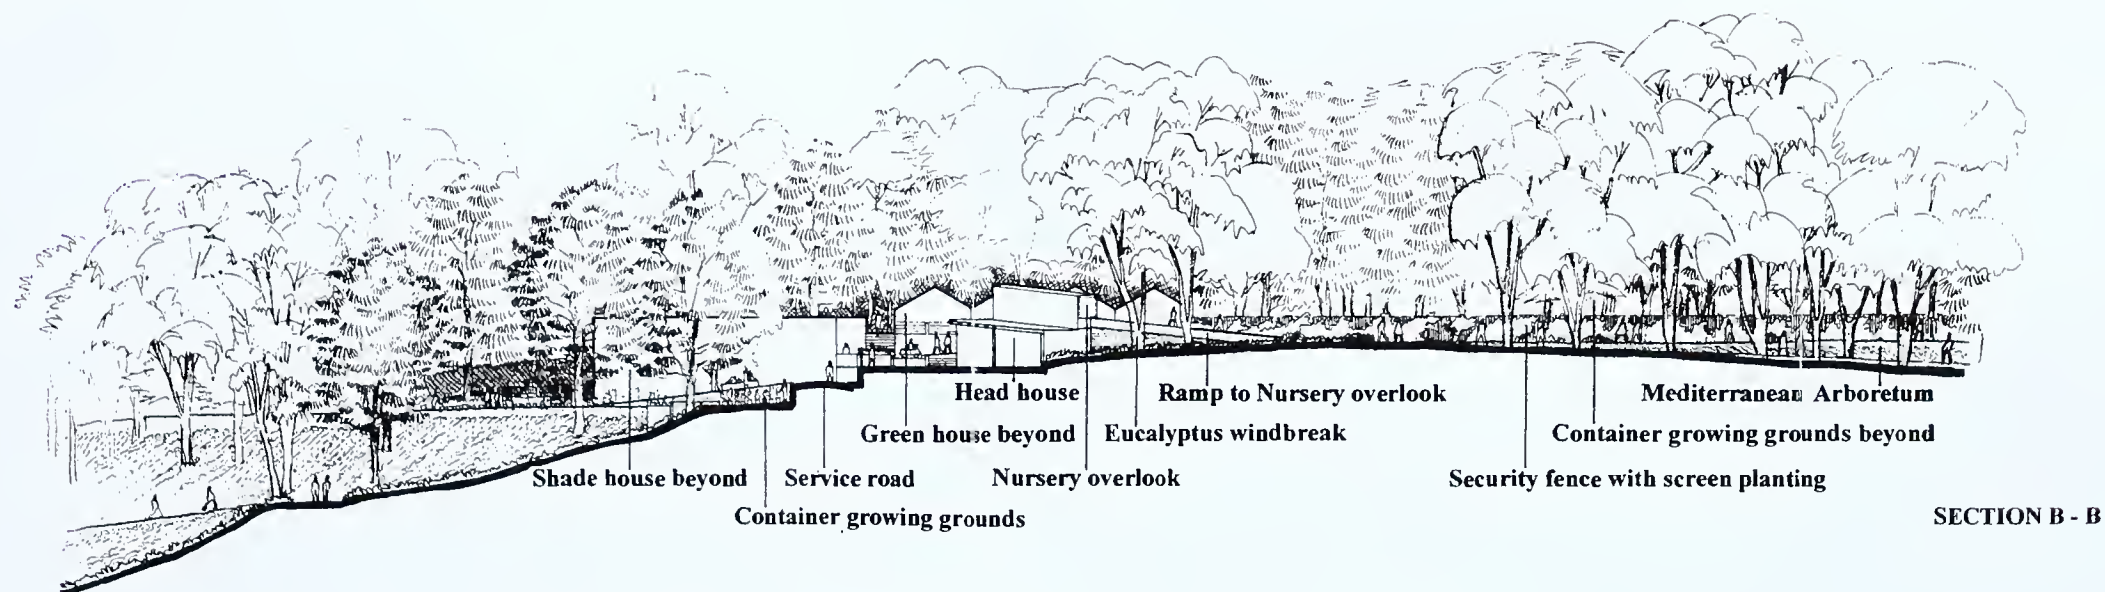 Head house
Ramp to Nursery overlook
Mediterranean Arboretum
Green house beyond
Eucalyptus windbreak
Container growing grounds beyond
Shade house beyond
Service road
Nursery overlook
Security fence with screen planting
Container growing grounds
SECTION B - B